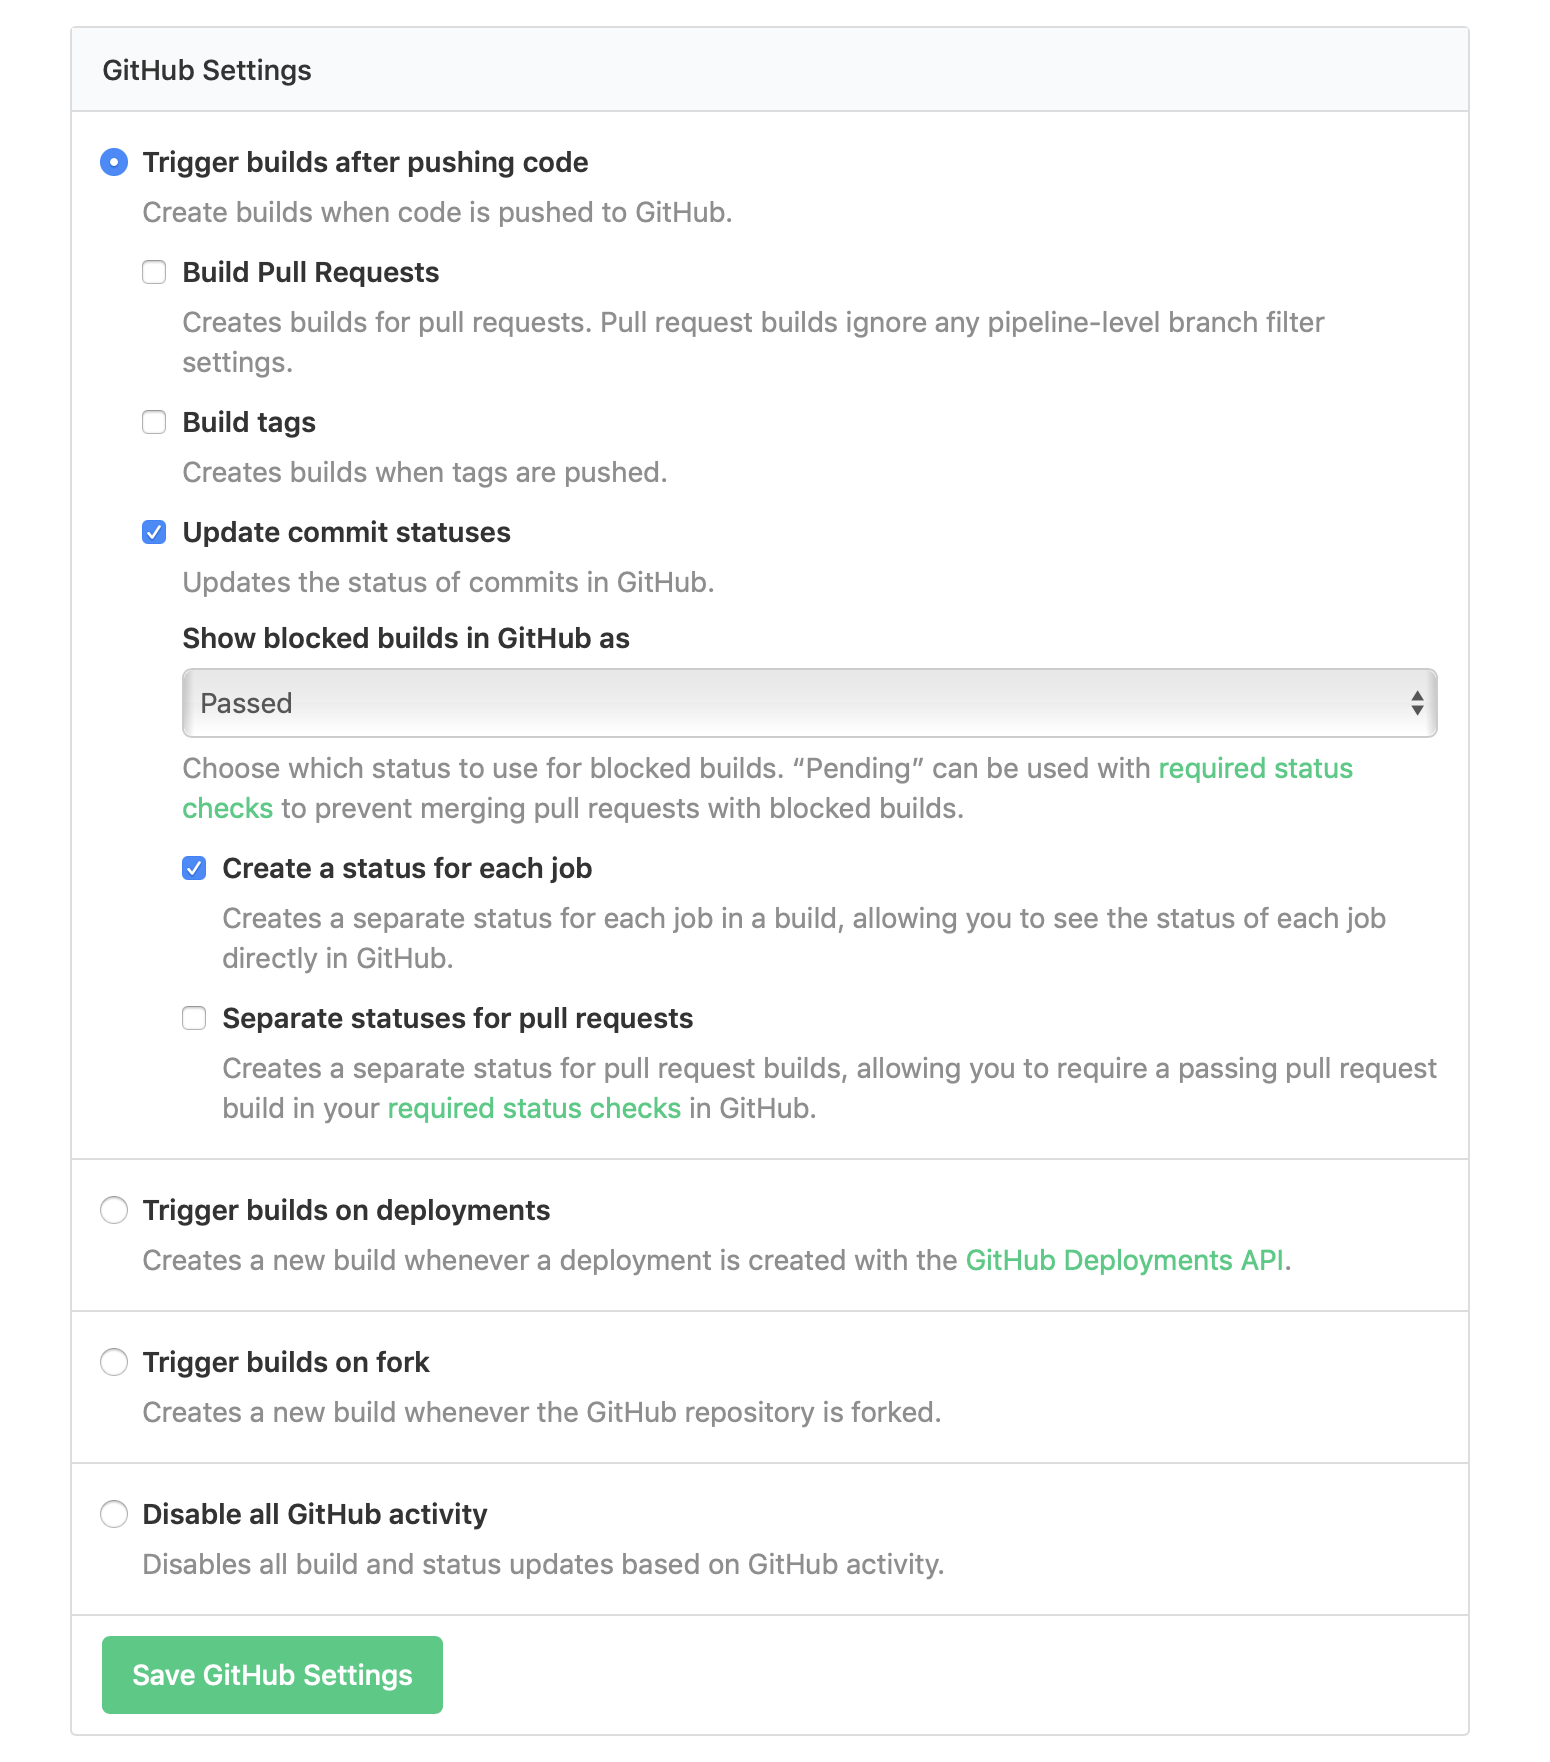 GitHub Settings
Trigger builds after pushing code
Create builds when code is pushed to GitHub.
Build Pull Requests
Creates builds for pull requests. Pull request builds ignore any pipeline-level branch filter
settings.
Build tags
Creates builds when tags are pushed.
Update commit statuses
Updates the status of commits in GitHub.
Show blocked builds in GitHub as
Passed
Choose which status to use for blocked builds. “Pending” can be used with required status
checks to prevent merging pull requests with blocked builds.
Create a status for each job
Creates a separate status for each job in a build, allowing you to see the status of each job
directly in GitHub.
Separate statuses for pull requests
Creates a separate status for pull request builds, allowing you to require a passing pull request
build in your required status checks in GitHub.
Trigger builds on deployments
Creates a new build whenever a deployment is created with the GitHub Deployments API.
Trigger builds on fork
Creates a new build whenever the GitHub repository is forked.
Disable all GitHub activity
Disables all build and status updates based on GitHub activity.
Save GitHub Settings